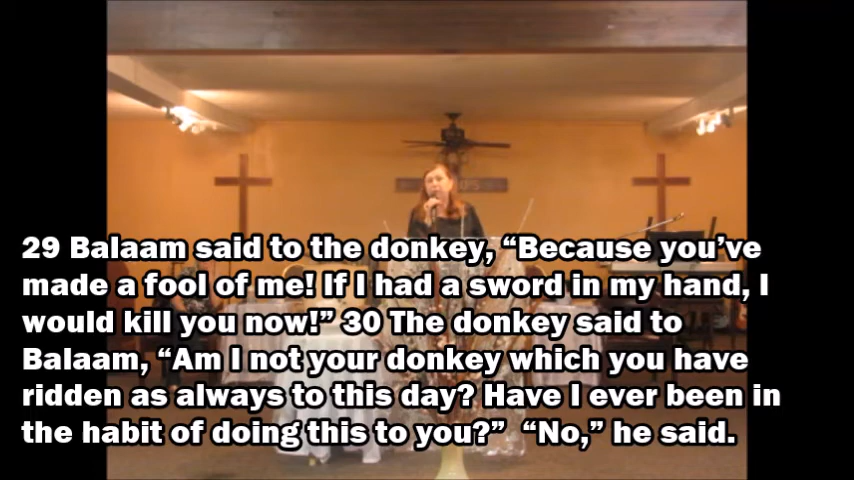 29 Balaam said to the donkey, “Because you’ve
made a fool of me! If I had a sword in my hand, I
would kill you now!” 30 The donkey said to
Balaam, “Am I not your donkey which you have
ridden as always to this day? Have I ever been in
the habit of doing this to you?”  “No,” he said.